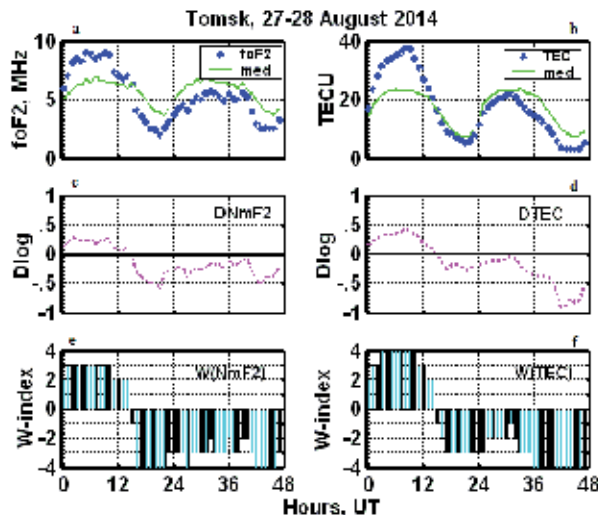 Tomsk, 27-28 August 2014
a
b
10
5
0
foF2, MHz
foF2
med
40
20
0
TECU
TEC
med
c
d
1
.5
0
-.5
-1
Dlog
DNmF2
1
.5
0
-.5
-1
Dlog
DTEC
e
f
4
2
0
-2
-4
W-index
W(NmF2)
4
2
0
-2
-4
W-index
W(TEC)
0 12 24 36 48
0 12 24 36 48
Hours, UT